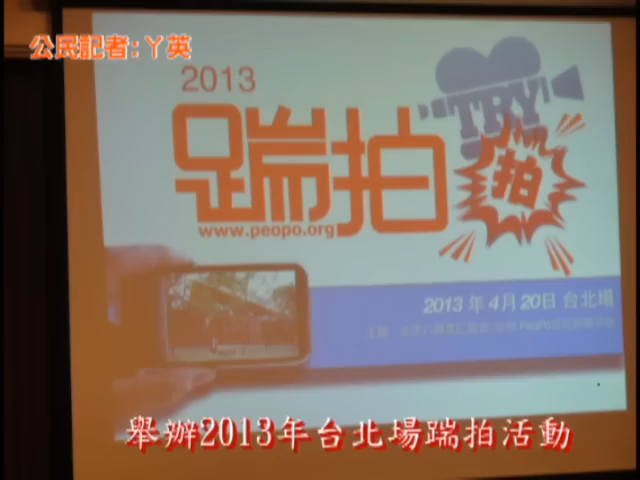 公民記者:ㄚ英
2013
踹拍
TRY
拍
www.peopo.org
2013 年 4月 20日 台北場
舉辦2013年台北場踹拍活動